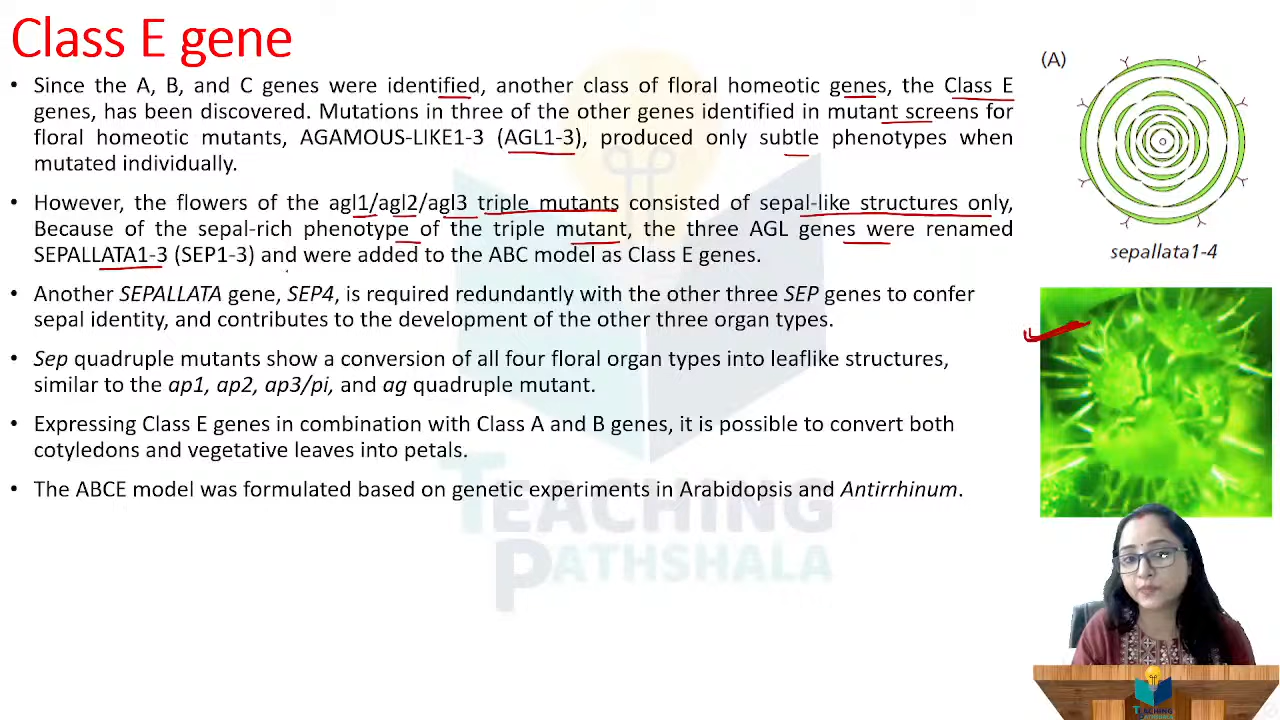 Class E gene
• Since the A, B, and C genes were identified, another class of floral homeotic genes, the Class E
genes, has been discovered. Mutations in three of the other genes identified in mutant screens for
floral homeotic mutants, AGAMOUS-LIKE1-3 (AGL1-3), produced only subtle phenotypes when
mutated individually.
• However, the flowers of the agl1/agl2/agl3 triple mutants consisted of sepal-like structures only,
Because of the sepal-rich phenotype of the triple mutant, the three AGL genes were renamed
SEPALLATA1-3 (SEP1-3) and were added to the ABC model as Class E genes.
• Another SEPALLATA gene, SEP4, is required redundantly with the other three SEP genes to confer
sepal identity, and contributes to the development of the other three organ types.
• Sep quadruple mutants show a conversion of all four floral organ types into leaflike structures,
similar to the ap1, ap2, ap3/pi, and ag quadruple mutant.
• Expressing Class E genes in combination with Class A and B genes, it is possible to convert both
cotyledons and vegetative leaves into petals.
• The ABCE model was formulated based on genetic experiments in Arabidopsis and Antirrhinum.
(A)
sepallata1-4
TEACHING
PATHSHALA
TEACHING
PATHSHALA